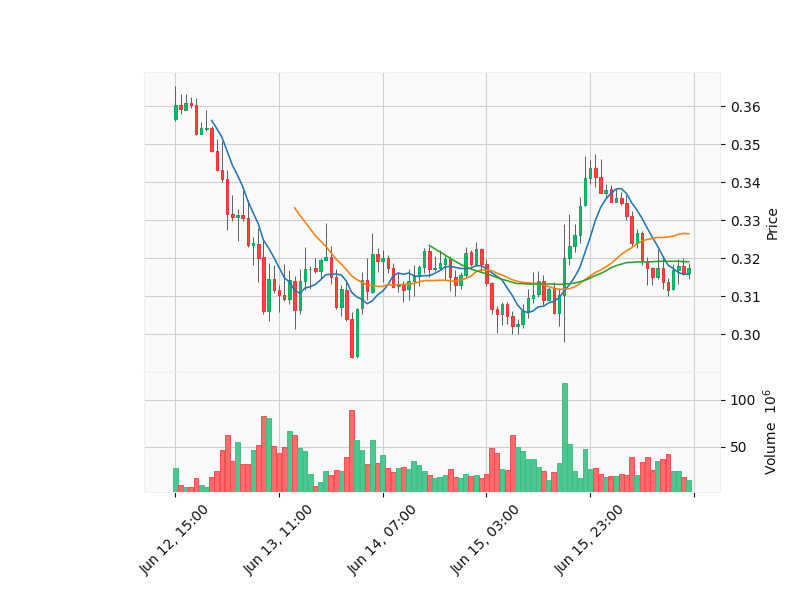 0.36
0.35
0.34
0.33
0.32
0.31
0.30
Price
100
50
Volume 10^6
Jun 12, 15:00
Jun 13, 11:00
Jun 14, 07:00
Jun 15, 03:00
Jun 15, 23:00